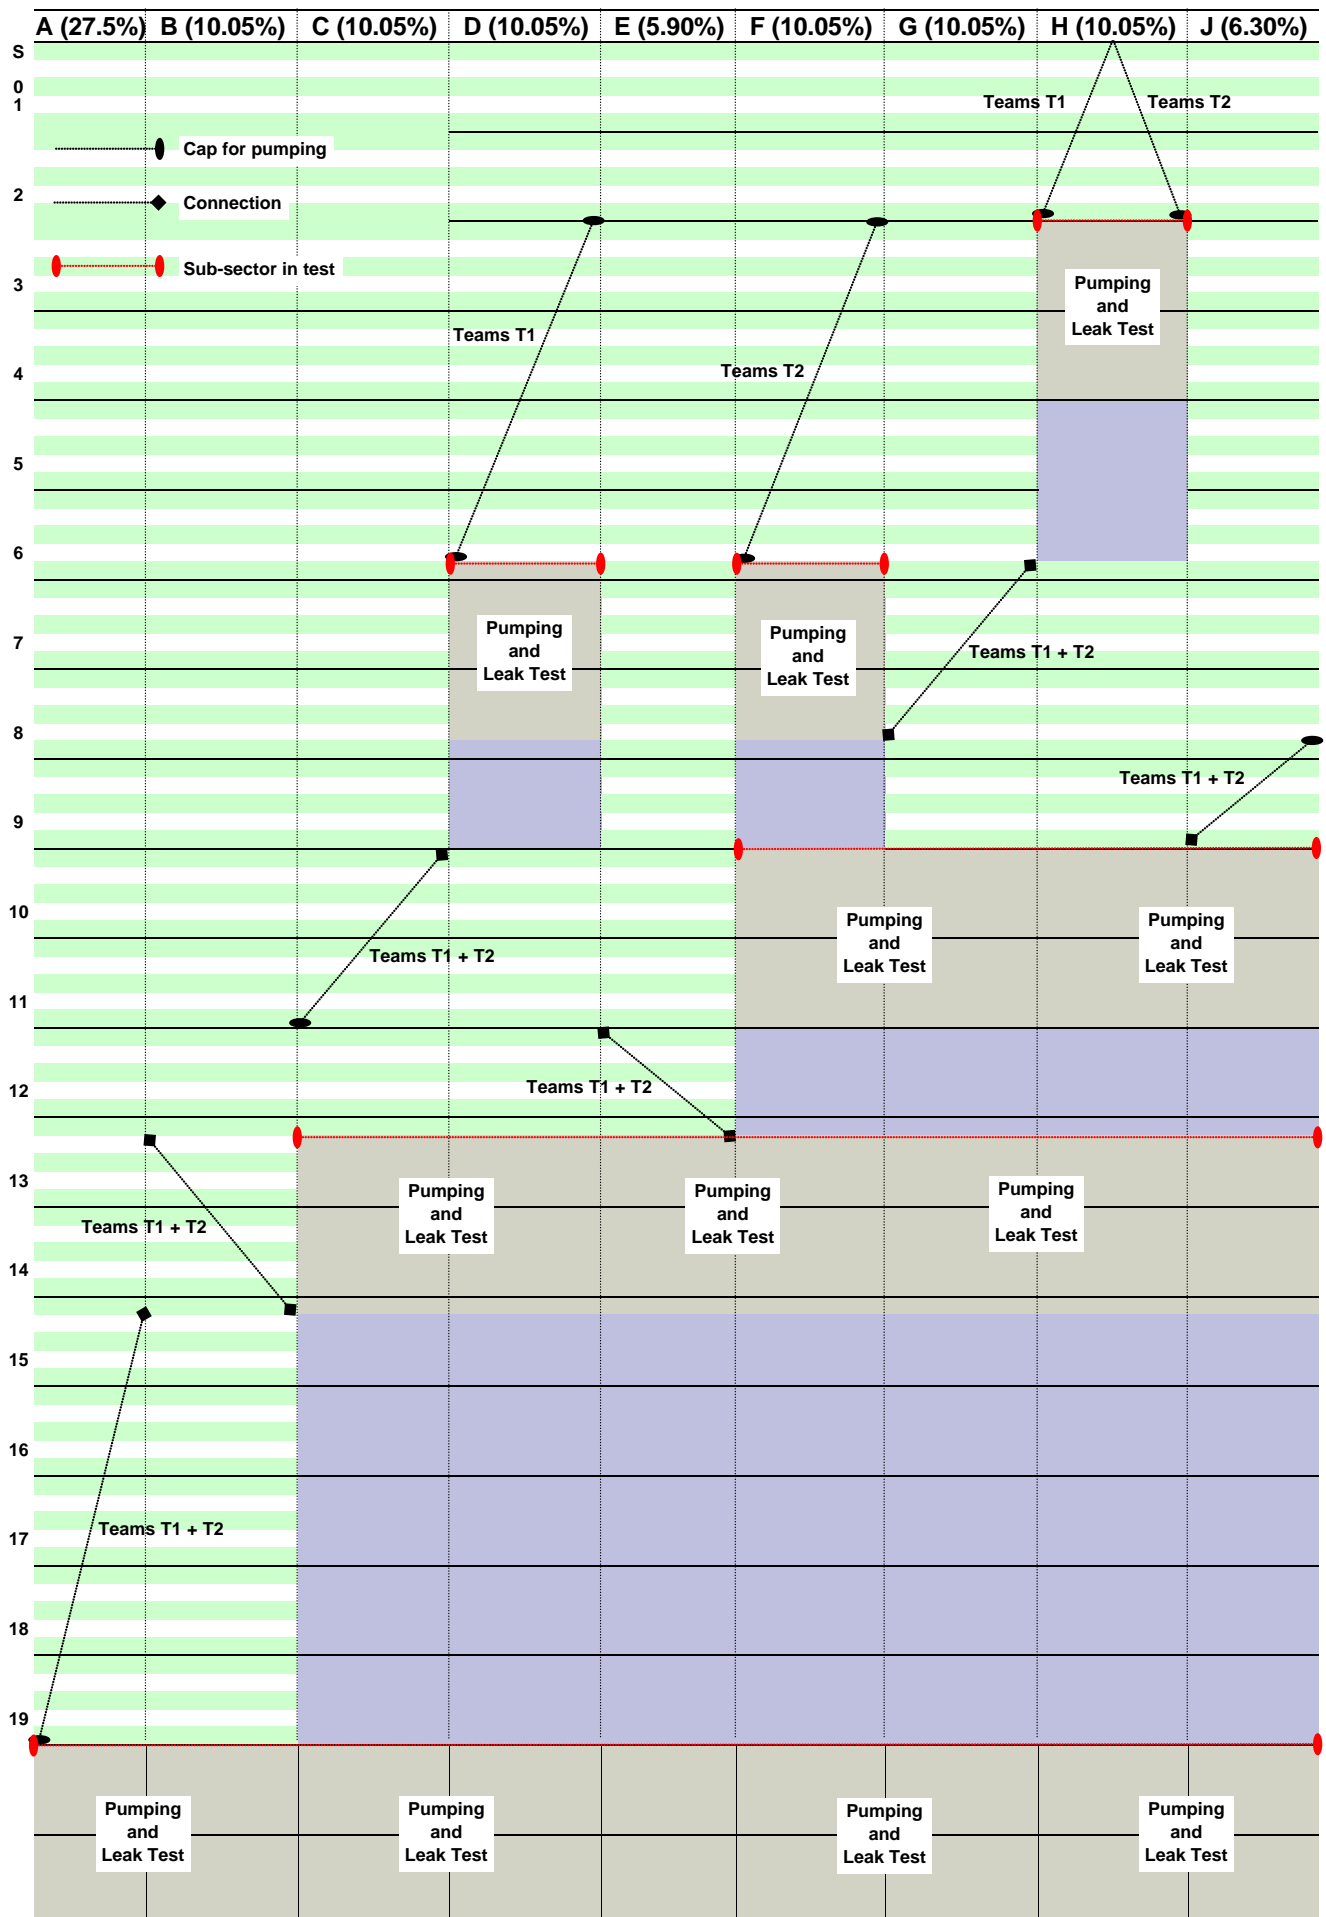 A (27.5%) B (10.05%) C (10.05%) D (10.05%) E (5.90%) F (10.05%) G (10.05%) H (10.05%) J (6.30%)
S
0
1
Teams T1
Teams T2
Cap for pumping
2
Connection
Sub-sector in test
3
Pumping
and
Leak Test
Teams T1
4
Teams T2
5
6
7
Pumping
and
Leak Test
Pumping
and
Leak Test
Teams T1 + T2
8
Teams T1 + T2
9
10
Pumping
and
Leak Test
Pumping
and
Leak Test
Teams T1 + T2
11
12
Teams T1 + T2
13
Pumping
and
Leak Test
Pumping
and
Leak Test
Pumping
and
Leak Test
Teams T1 + T2
14
15
16
17
Teams T1 + T2
18
19
Pumping
and
Leak Test
Pumping
and
Leak Test
Pumping
and
Leak Test
Pumping
and
Leak Test